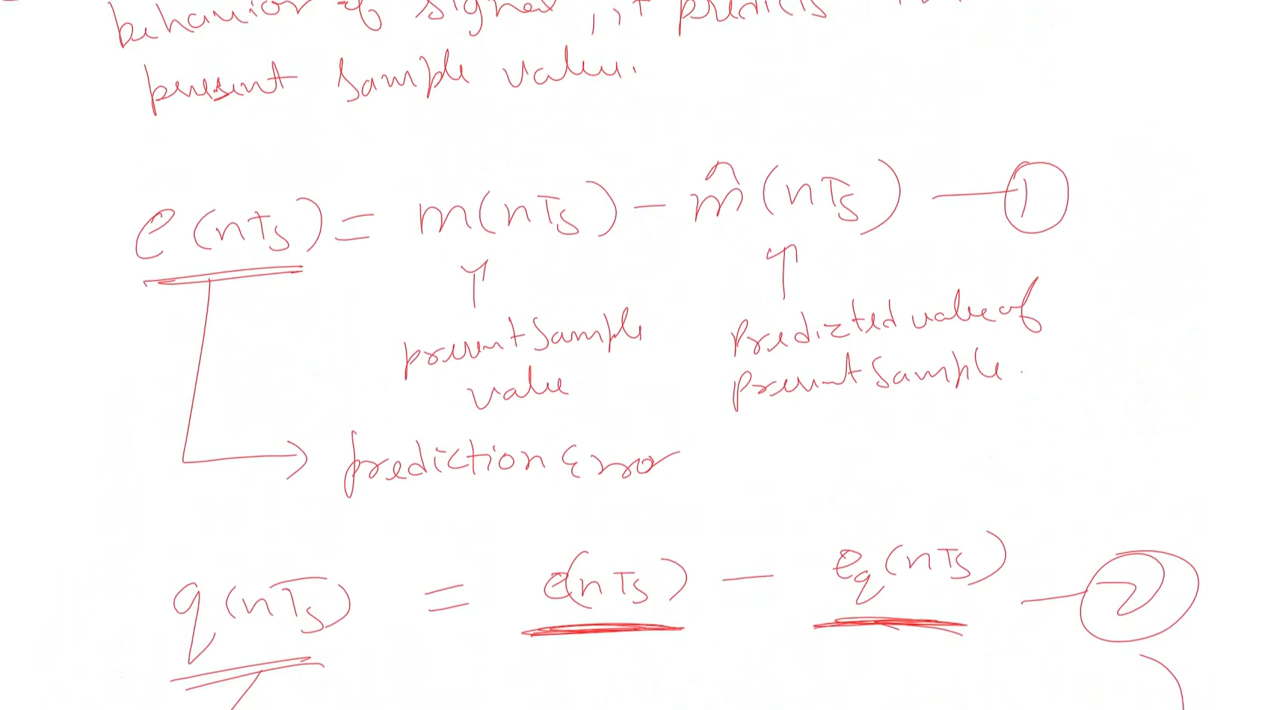 behavior of signal, it predicts
present sample value.
e(nTs) = m(nTs) - m̂(nTs) — 1
present sample value
Predicted value of present sample.
prediction Error
q(nTs) = e(nTs) - eq(nTs) — 2